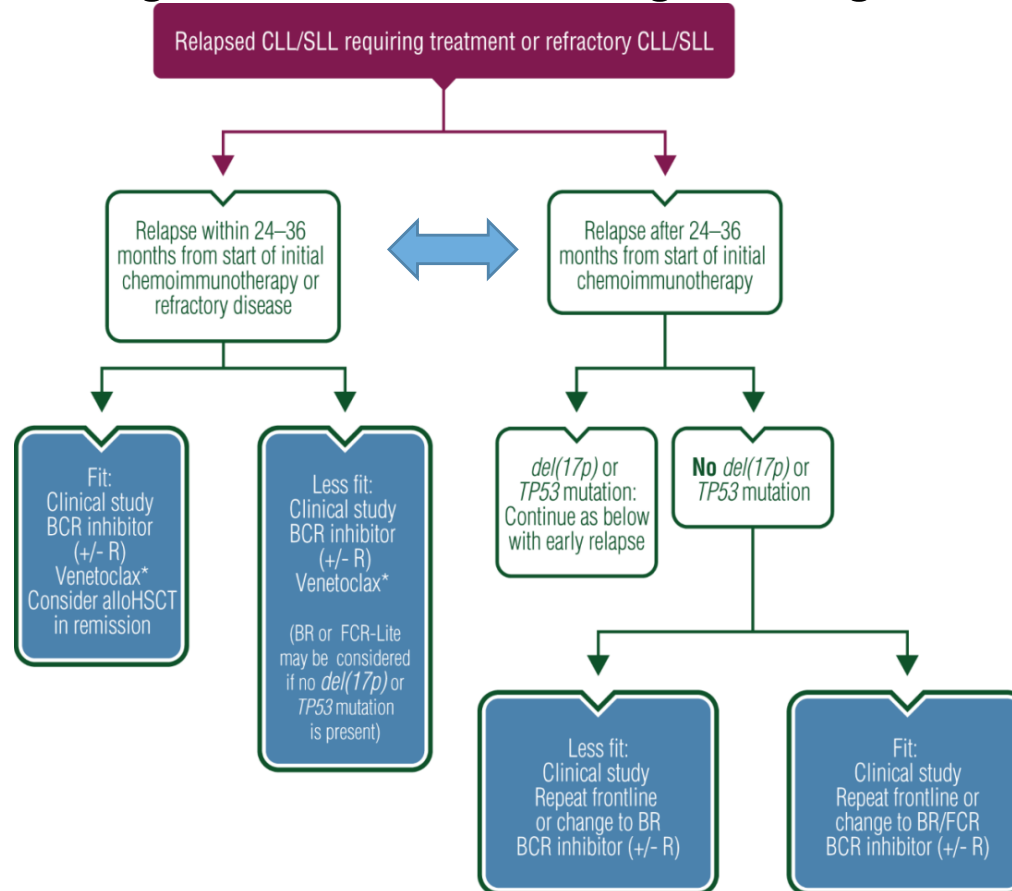 Relapsed CLL/SLL requiring treatment or refractory CLL/SLL
Relapse within 24–36
months from start of initial
chemoimmunotherapy or
refractory disease
Relapse after 24–36
months from start of initial
chemoimmunotherapy
Fit:
Clinical study
BCR inhibitor
(+/- R)
Venetoclax*
Consider alloHSCT
in remission
Less fit:
Clinical study
BCR inhibitor
(+/- R)
Venetoclax*
(BR or FCR-Lite
may be considered
if no del(17p) or
TP53 mutation
is present)
del(17p) or
TP53 mutation:
Continue as below
with early relapse
No del(17p) or
TP53 mutation
Less fit:
Clinical study
Repeat frontline
or change to BR
BCR inhibitor (+/- R)
Fit:
Clinical study
Repeat frontline or
change to BR/FCR
BCR inhibitor (+/- R)